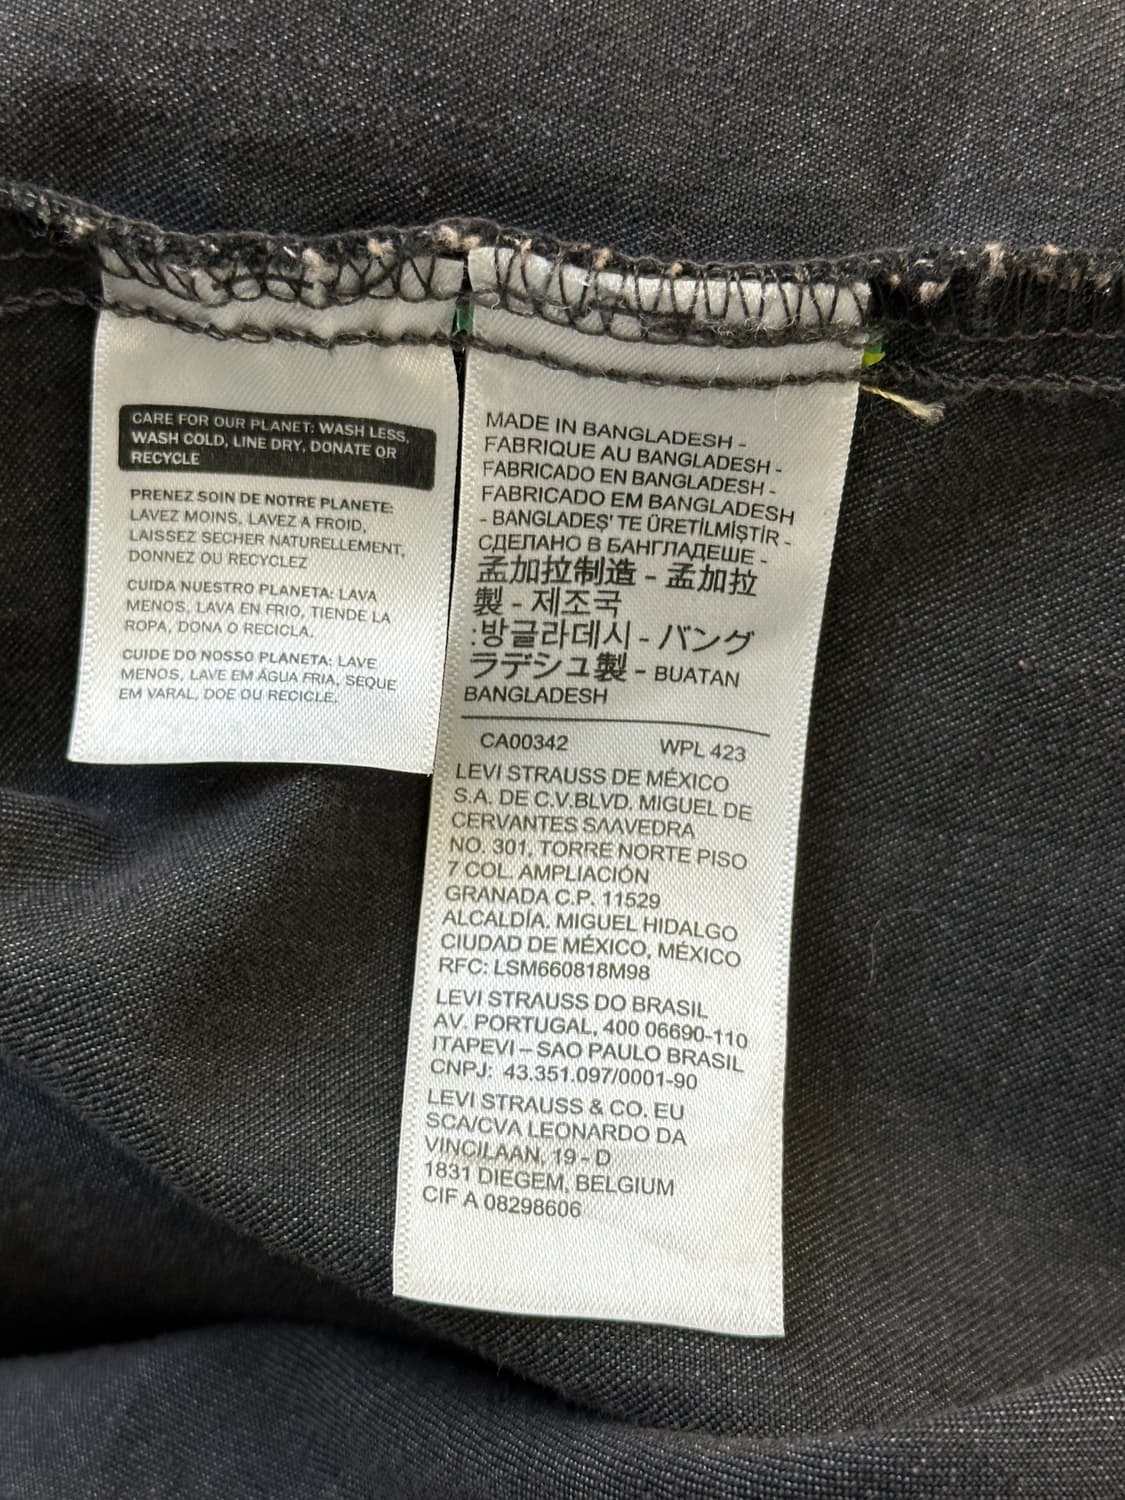 CARE FOR OUR PLANET: WASH LESS,
WASH COLD, LINE DRY, DONATE OR
RECYCLE
PRENEZ SOIN DE NOTRE PLANETE:
LAVEZ MOINS, LAVEZ A FROID,
LAISSEZ SECHER NATURELLEMENT,
DONNEZ OU RECYCLEZ
CUIDA NUESTRO PLANETA: LAVA
MENOS, LAVA EN FRIO, TIENDE LA
ROPA, DONA O RECICLA.
CUIDE DO NOSSO PLANETA: LAVE
MENOS, LAVE EM ÁGUA FRIA, SEQUE
EM VARAL, DOE OU RECICLE.
MADE IN BANGLADESH -
FABRIQUE AU BANGLADESH -
FABRICADO EN BANGLADESH -
FABRICADO EM BANGLADESH
- BANGLADEŞ' TE ÜRETİLMİŞTİR -
СДЕЛАНО В БАНГЛАДЕШЕ -
孟加拉制造 - 孟加拉
製 - 제조국
:방글라데시 - バング
ラデシュ製 - BUATAN
BANGLADESH
CA00342 WPL 423
LEVI STRAUSS DE MÉXICO
S.A. DE C.V.BLVD. MIGUEL DE
CERVANTES SAAVEDRA
NO. 301, TORRE NORTE PISO
7 COL. AMPLIACIÓN
GRANADA C.P. 11529
ALCALDÍA. MIGUEL HIDALGO
CIUDAD DE MÉXICO, MÉXICO
RFC: LSM660818M98
LEVI STRAUSS DO BRASIL
AV. PORTUGAL, 400 06690-110
ITAPEVI – SAO PAULO BRASIL
CNPJ: 43.351.097/0001-90
LEVI STRAUSS & CO. EU
SCA/CVA LEONARDO DA
VINCILAAN, 19 - D
1831 DIEGEM, BELGIUM
CIF A 08298606